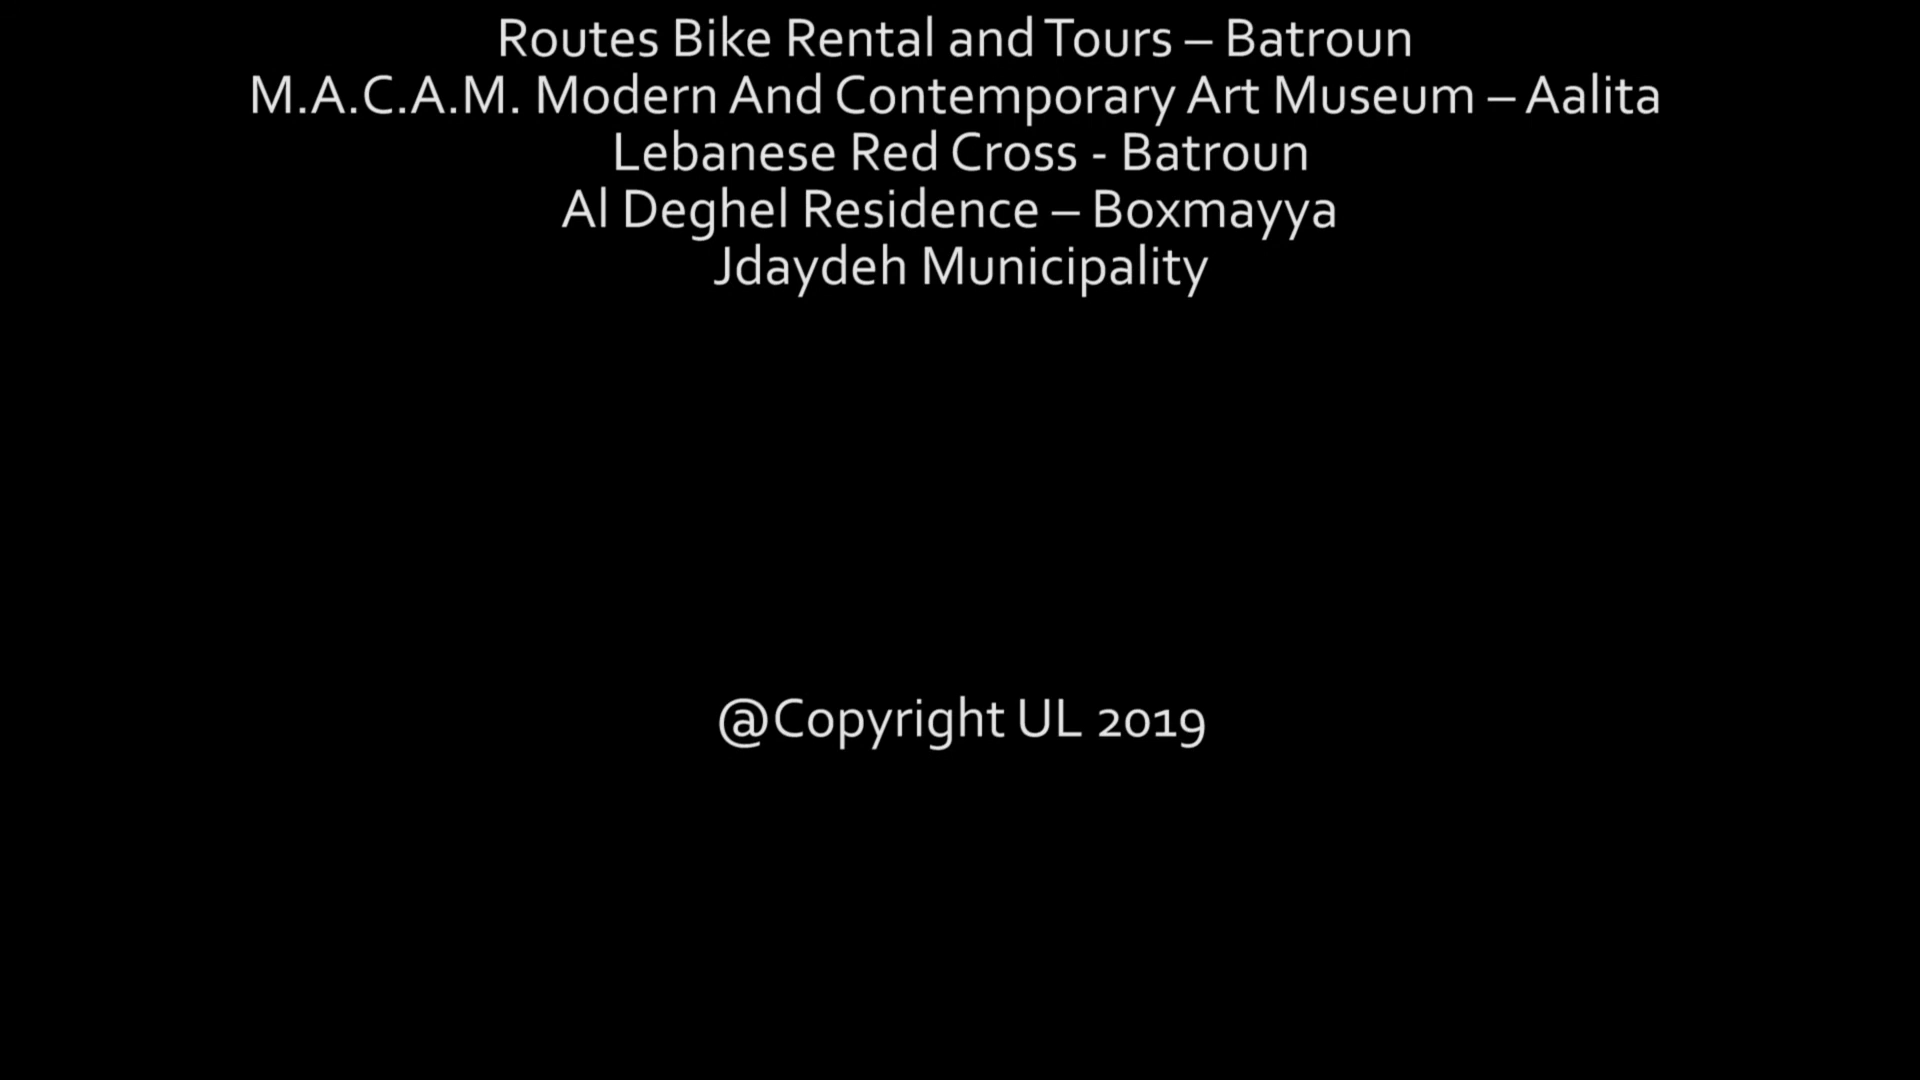 Routes Bike Rental and Tours – Batroun
M.A.C.A.M. Modern And Contemporary Art Museum – Aalita
Lebanese Red Cross - Batroun
Al Deghel Residence – Boxmayya
Jdaydeh Municipality
@Copyright UL 2019